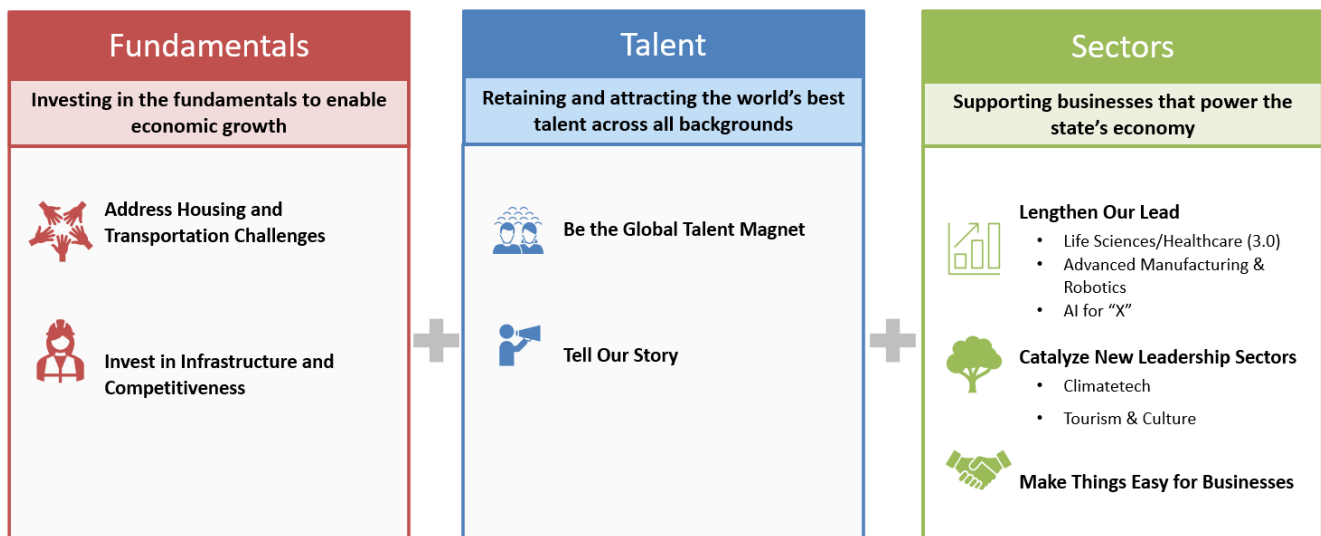 Fundamentals
Investing in the fundamentals to enable
economic growth
Address Housing and
Transportation Challenges
Invest in Infrastructure and
Competitiveness
Talent
Retaining and attracting the world’s best
talent across all backgrounds
Be the Global Talent Magnet
Tell Our Story
Sectors
Supporting businesses that power the
state’s economy
Lengthen Our Lead
• Life Sciences/Healthcare (3.0)
• Advanced Manufacturing &
Robotics
• AI for “X”
Catalyze New Leadership Sectors
• Climatetech
• Tourism & Culture
Make Things Easy for Businesses